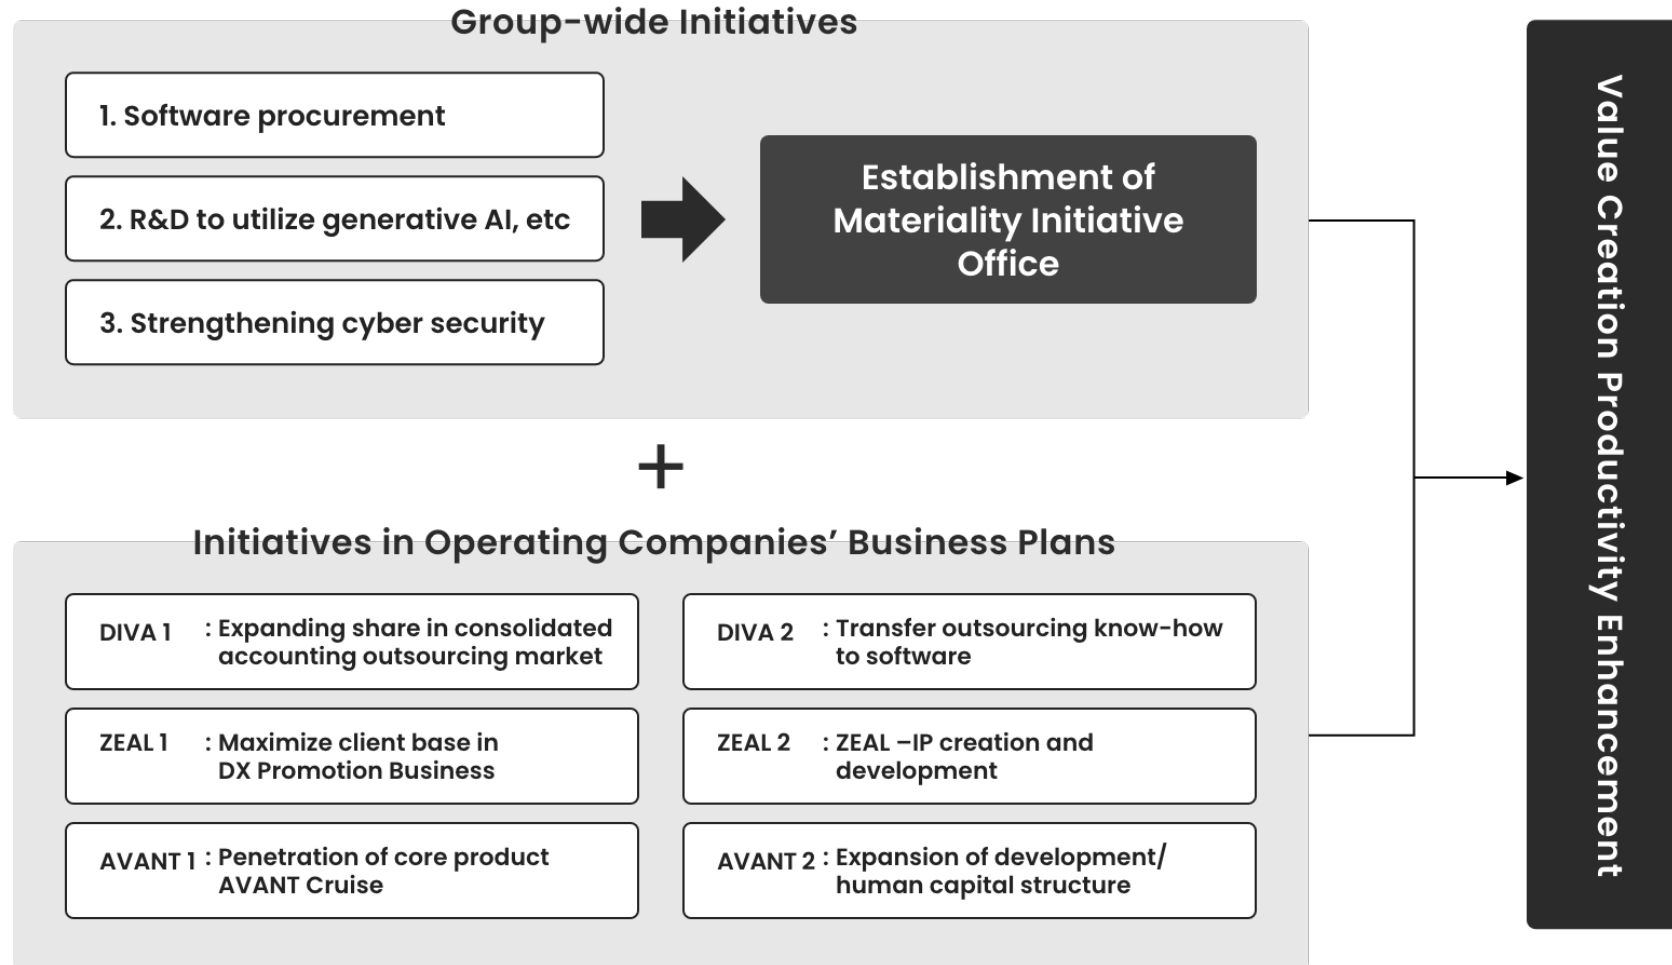 Group-wide Initiatives
1. Software procurement
2. R&D to utilize generative AI, etc
3. Strengthening cyber security
Establishment of
Materiality Initiative
Office
+
Initiatives in Operating Companies’ Business Plans
DIVA 1 : Expanding share in consolidated
accounting outsourcing market
DIVA 2 : Transfer outsourcing know-how
to software
ZEAL 1 : Maximize client base in
DX Promotion Business
ZEAL 2 : ZEAL –IP creation and
development
AVANT 1 : Penetration of core product
AVANT Cruise
AVANT 2 : Expansion of development/
human capital structure
Value Creation Productivity Enhancement